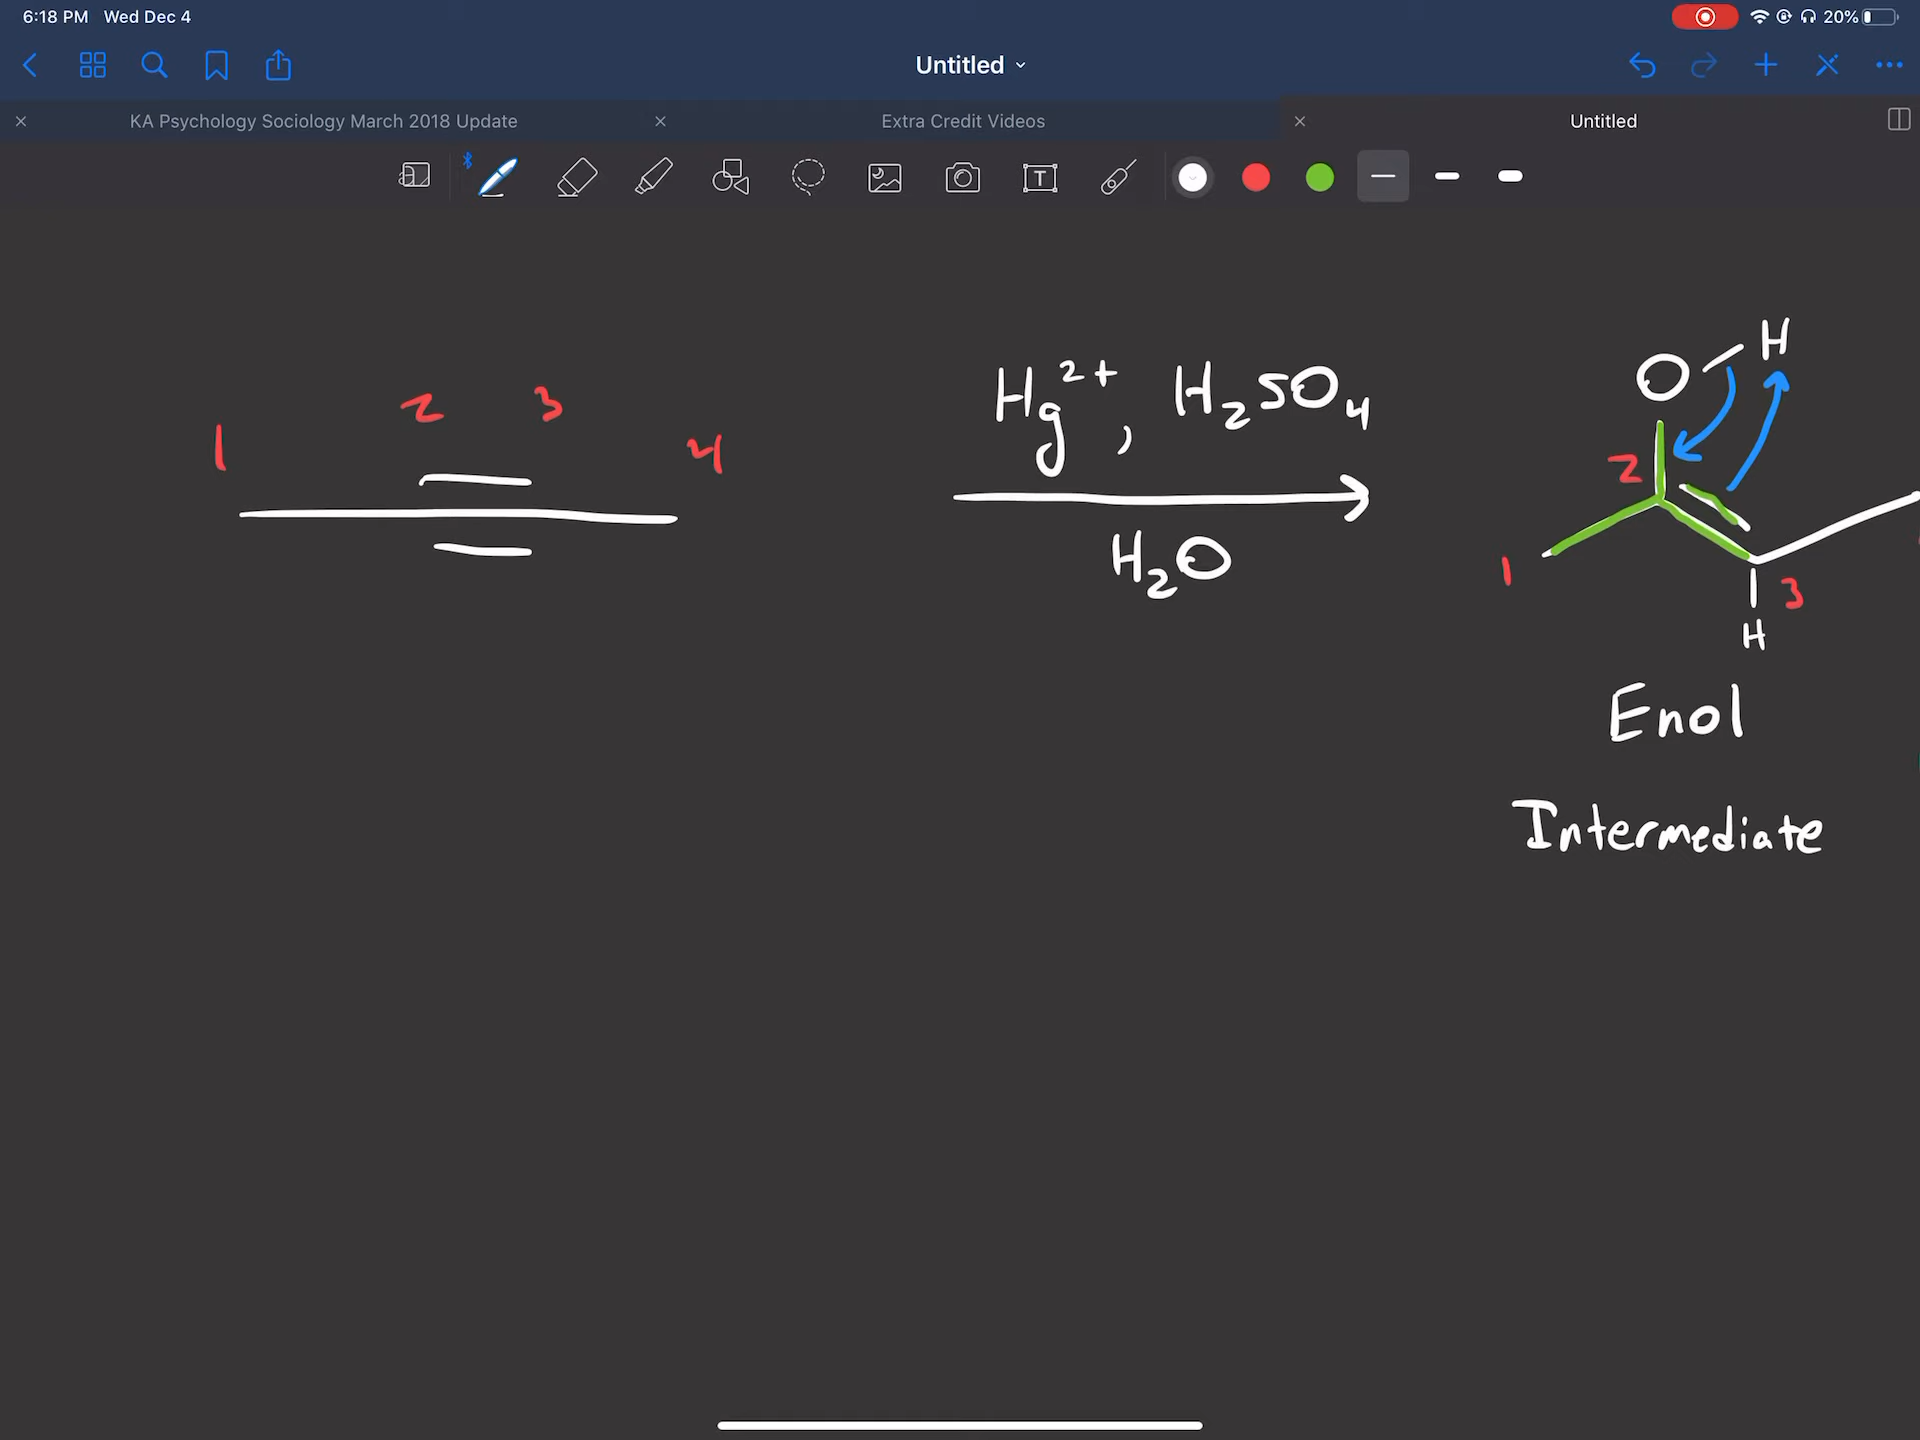 6:18 PM Wed Dec 4
20%
Untitled
KA Psychology Sociology March 2018 Update
Extra Credit Videos
Untitled
T
1 2 3 4
Hg²⁺, H₂SO₄
H₂O
O H
2
1
3
H
Enol
Intermediate